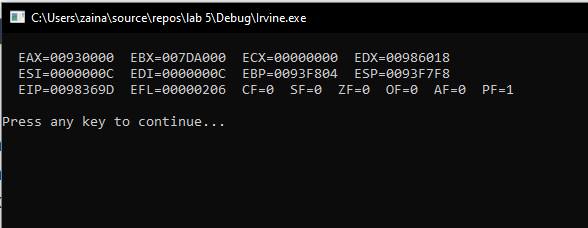 C:\Users\zaina\source\repos\lab 5\Debug\Irvine.exe
EAX=00930000 EBX=007DA000 ECX=00000000 EDX=00986018
ESI=0000000C EDI=0000000C EBP=0093F804 ESP=0093F7F8
EIP=0098369D EFL=00000206 CF=0 SF=0 ZF=0 OF=0 AF=0 PF=1
Press any key to continue...